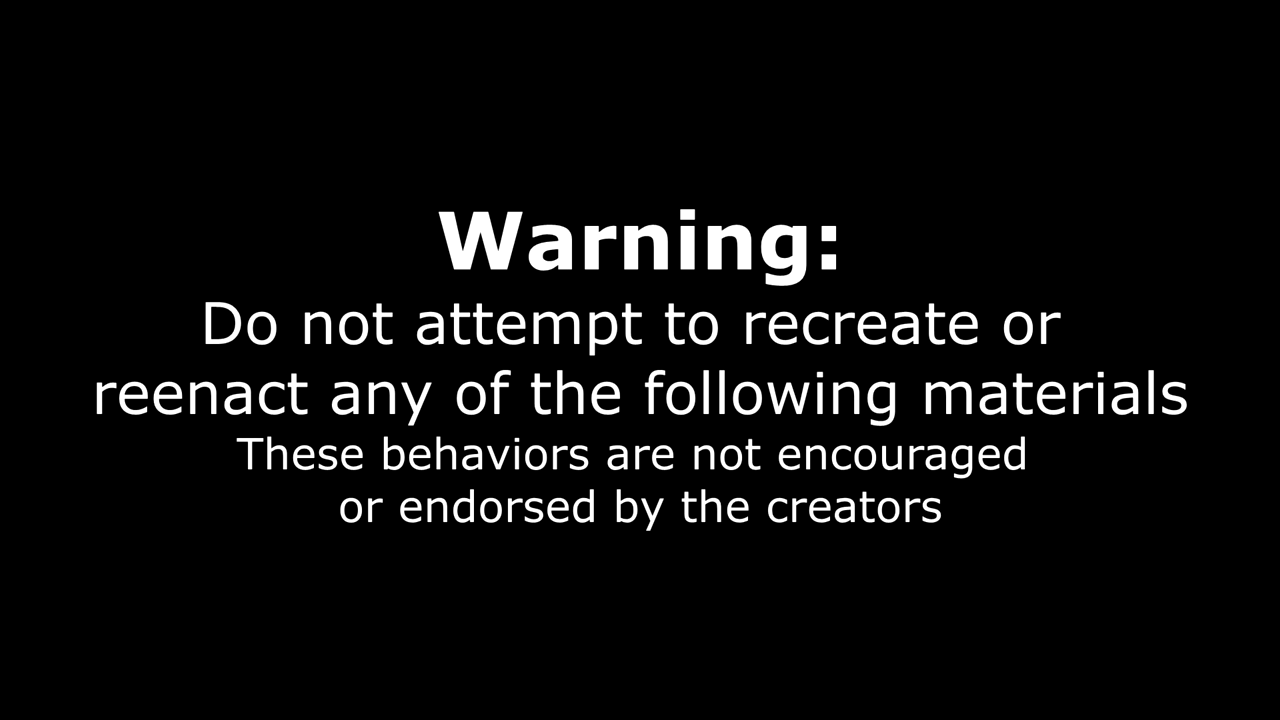 Warning:
Do not attempt to recreate or
reenact any of the following materials
These behaviors are not encouraged
or endorsed by the creators